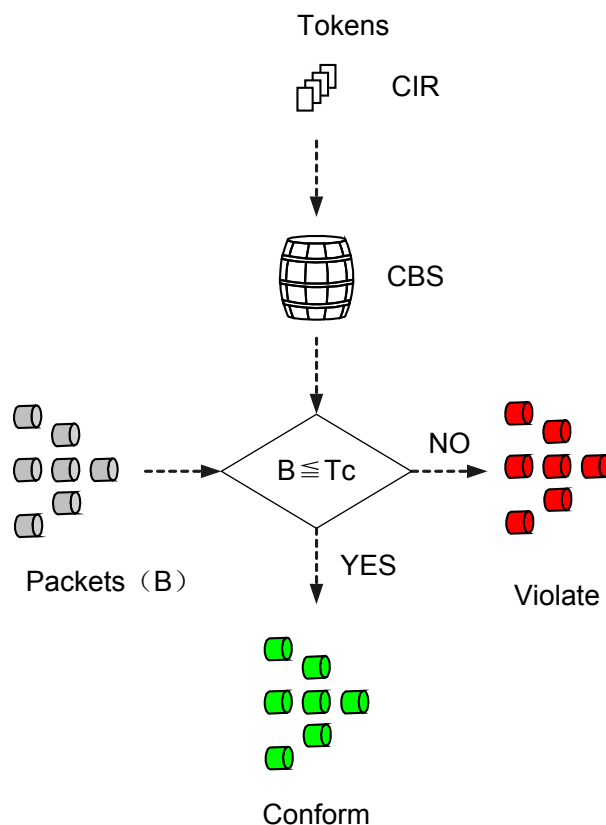 Tokens
CIR
CBS
B≦Tc
NO
YES
Packets（B）
Violate
Conform